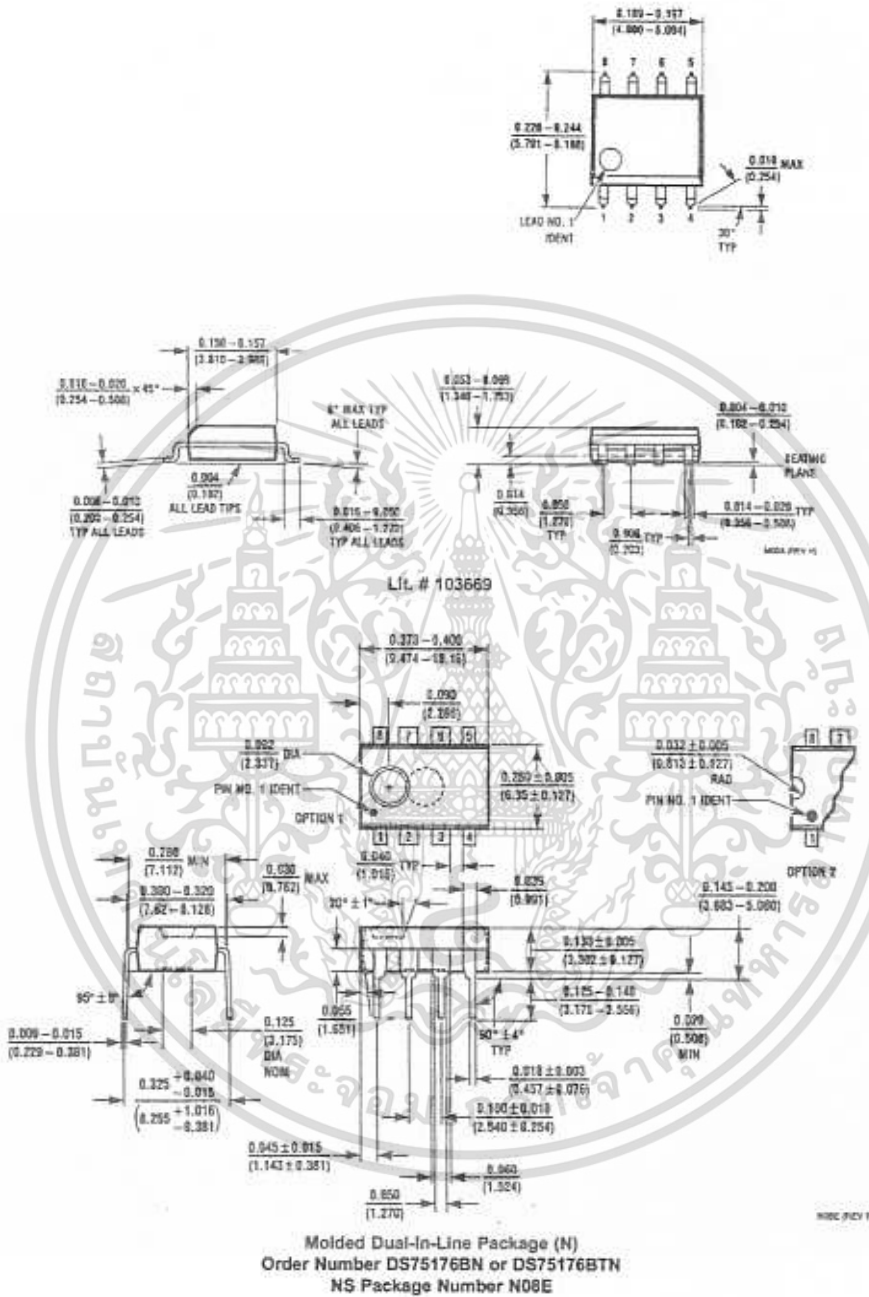 0.189-0.197
(4.800-5.004)
8 7 6 5
0.228-0.244
(5.791-6.198)
0.010 MAX
(0.254)
LEAD NO. 1
IDENT
1 2 3 4
30°
TYP
0.150-0.157
(3.810-3.988)
0.010-0.020 × 45°
(0.254-0.508)
8° MAX TYP
ALL LEADS
0.053-0.069
(1.346-1.753)
0.004-0.010
(0.102-0.254)
SEATING
PLANE
0.004
(0.102)
ALL LEAD TIPS
0.008-0.010
(0.203-0.254)
TYP ALL LEADS
0.016-0.050
(0.406-1.270)
TYP ALL LEADS
0.014
(0.356)
0.050
(1.270)
TYP
0.014-0.020 TYP
(0.356-0.508)
0.008
(0.203)
TYP
Lit. # 103669
0.373-0.400
(9.474-10.16)
0.090
(2.286)
8 7 6 5
0.092 DIA
(2.337)
PIN NO. 1 IDENT
OPTION 1
0.250±0.005
(6.35±0.127)
1 2 3 4
0.032±0.005
(0.813±0.127)
RAD
PIN NO. 1 IDENT
8 7
1
OPTION 2
0.280 MIN
(7.112)
0.030 MAX
(0.762)
0.300-0.320
(7.62-8.128)
0.040 TYP
(1.016)
0.039
(0.991)
20°±1°
0.145-0.200
(3.683-5.080)
0.130±0.005
(3.302±0.127)
0.125-0.140
(3.175-3.556)
95°±5°
0.009-0.015
(0.229-0.381)
0.125
(3.175)
DIA
NOM
0.065
(1.651)
90°±4°
TYP
0.020
(0.508)
MIN
0.325 +0.040 -0.015
(8.255 +1.016 -0.381)
0.018±0.003
(0.457±0.076)
0.100±0.010
(2.540±0.254)
0.045±0.015
(1.143±0.381)
0.060
(1.524)
0.050
(1.270)
Molded Dual-In-Line Package (N)
Order Number DS75176BN or DS75176BTN
NS Package Number N08E